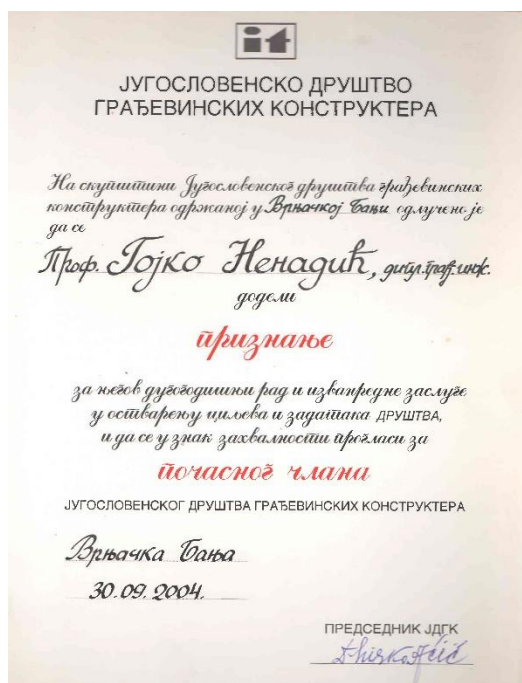 ЈУГОСЛОВЕНСКО ДРУШТВО
ГРАЂЕВИНСКИХ КОНСТРУКТЕРА
На скупштини Југословенског друштва грађевинских
конструктера одржаној у Врњачкој Бањи одлучено је
да се
Проф. Гојко Ненадић, дипл.грађ.инж.
додели
признање
за његов дугогодишњи рад и изванредне заслуге
у остварењу циљева и задатака ДРУШТВА,
и да се у знак захвалности прогласи за
почасног члана
ЈУГОСЛОВЕНСКОГ ДРУШТВА ГРАЂЕВИНСКИХ КОНСТРУКТЕРА
Врњачка Бања
30.09.2004.
ПРЕДСЕДНИК ЈДГК